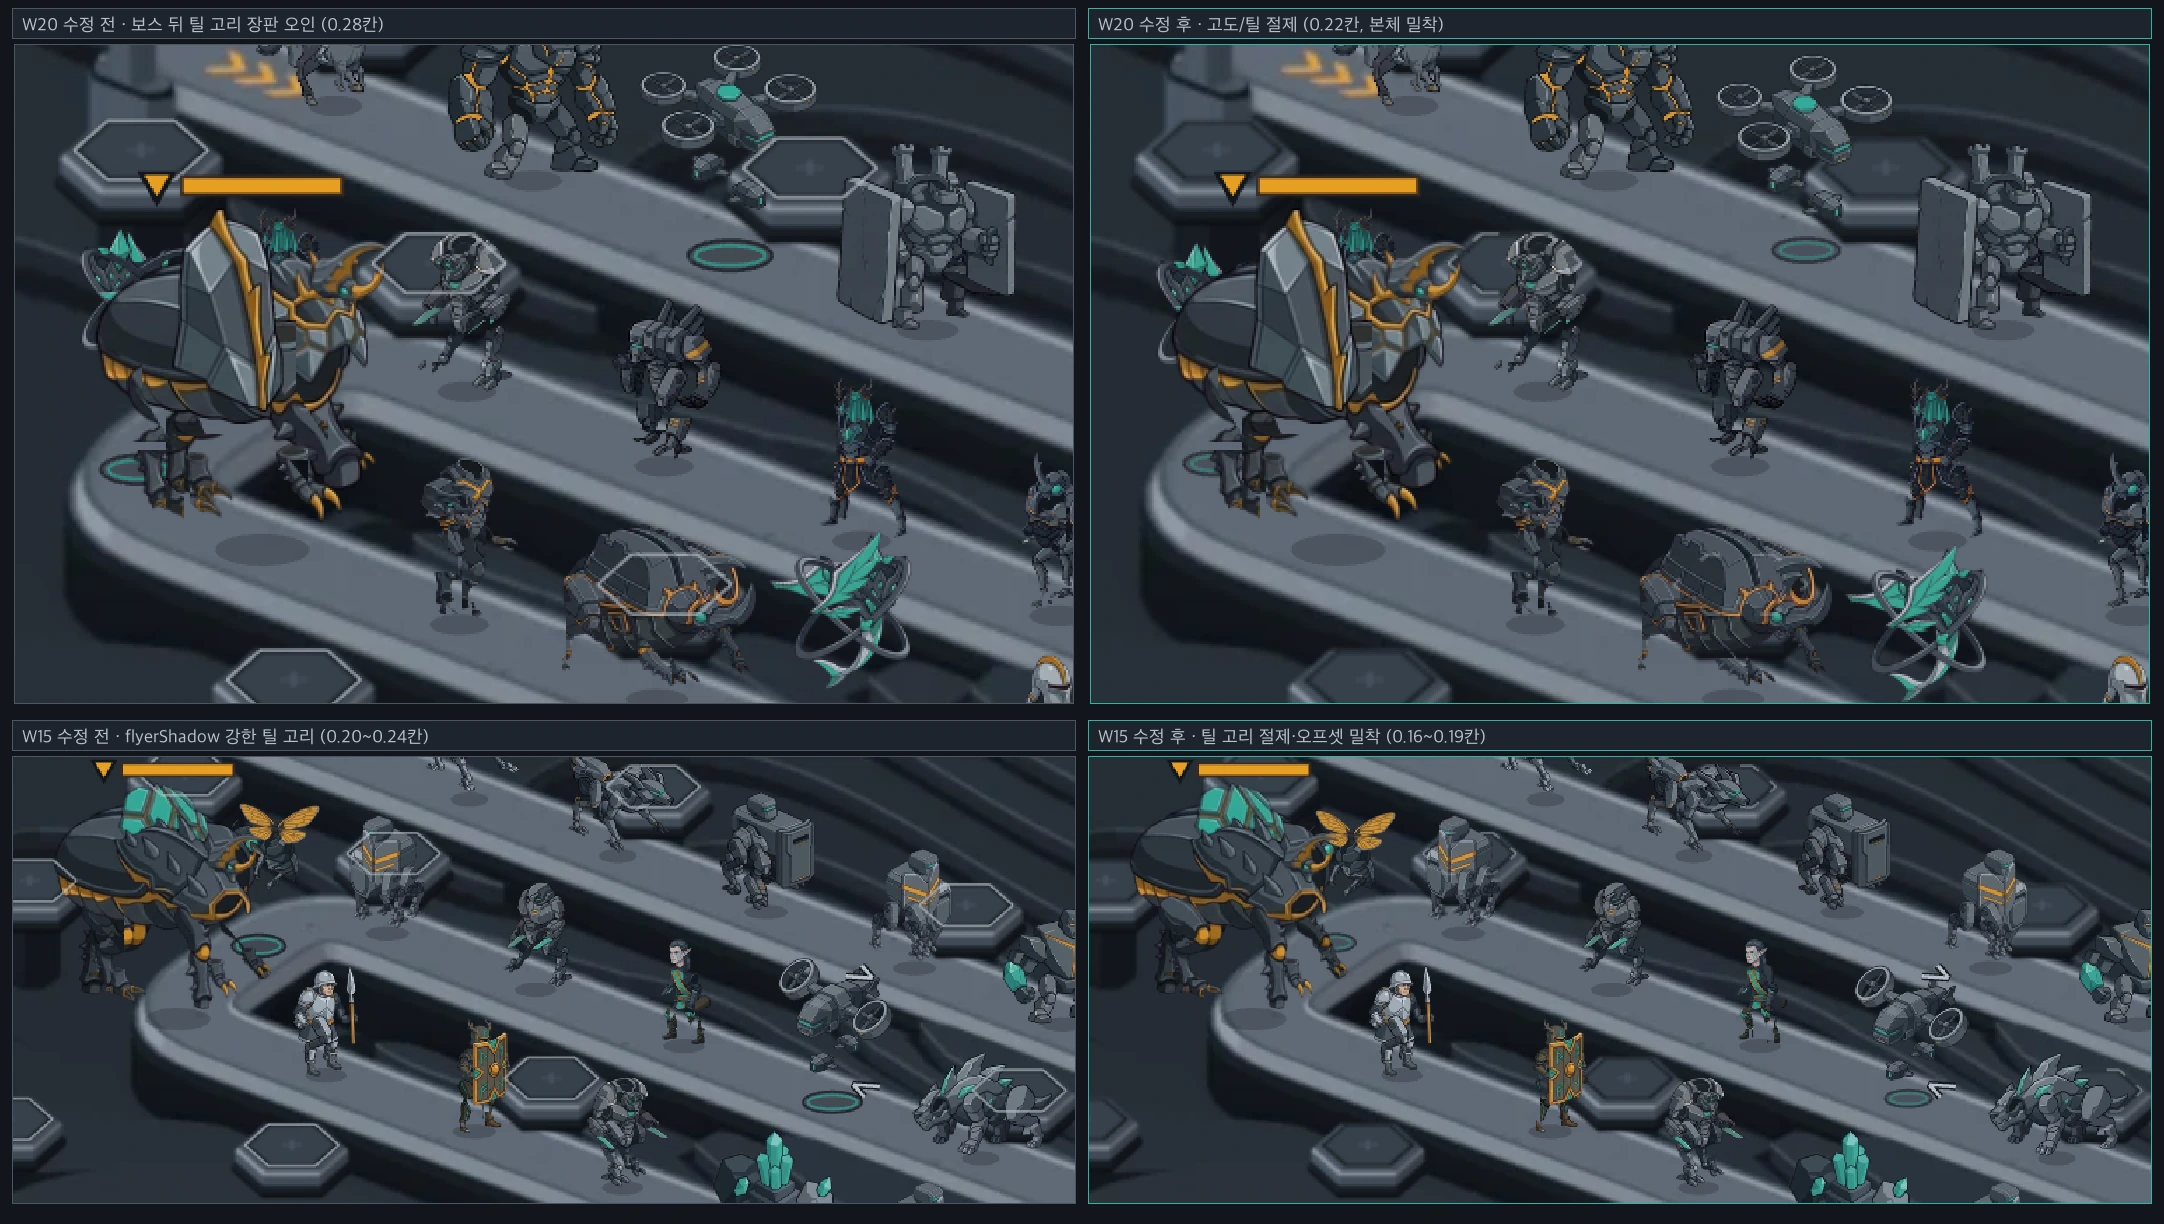 W20 수정 전 · 보스 뒤 틸 고리 장판 오인 (0.28칸)
W20 수정 후 · 고도/틸 절제 (0.22칸, 본체 밀착)
W15 수정 전 · flyerShadow 강한 틸 고리 (0.20~0.24칸)
W15 수정 후 · 틸 고리 절제·오프셋 밀착 (0.16~0.19칸)